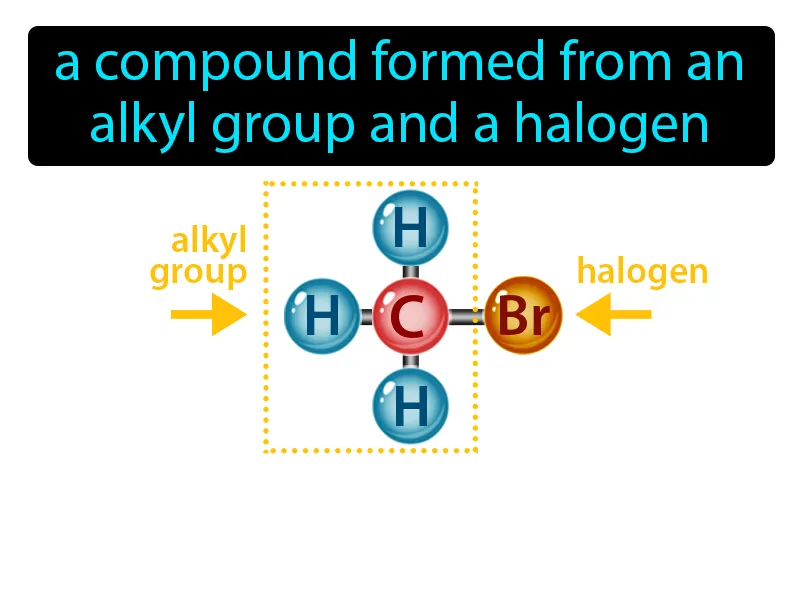 a compound formed from an
alkyl group and a halogen
H
alkyl
group
halogen
H C Br
H